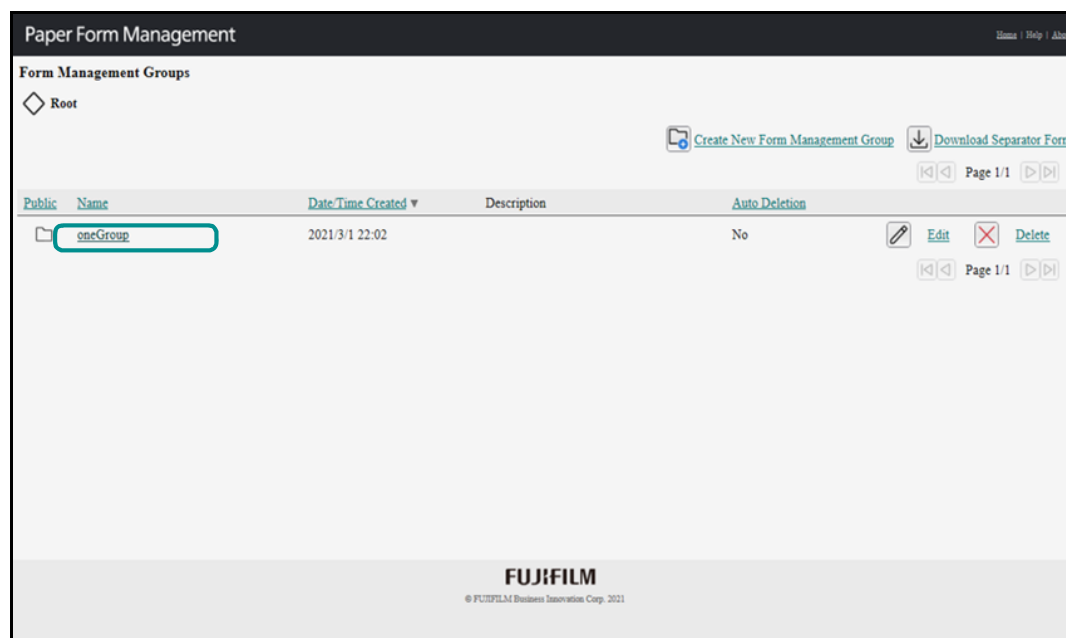 Paper Form Management
Home | Help | Abo
Form Management Groups
Root
Create New Form Management Group Download Separator For
Page 1/1
Public Name Date/Time Created ▼ Description Auto Deletion
oneGroup 2021/3/1 22:02 No Edit Delete
Page 1/1
FUJIFILM
© FUJIFILM Business Innovation Corp. 2021